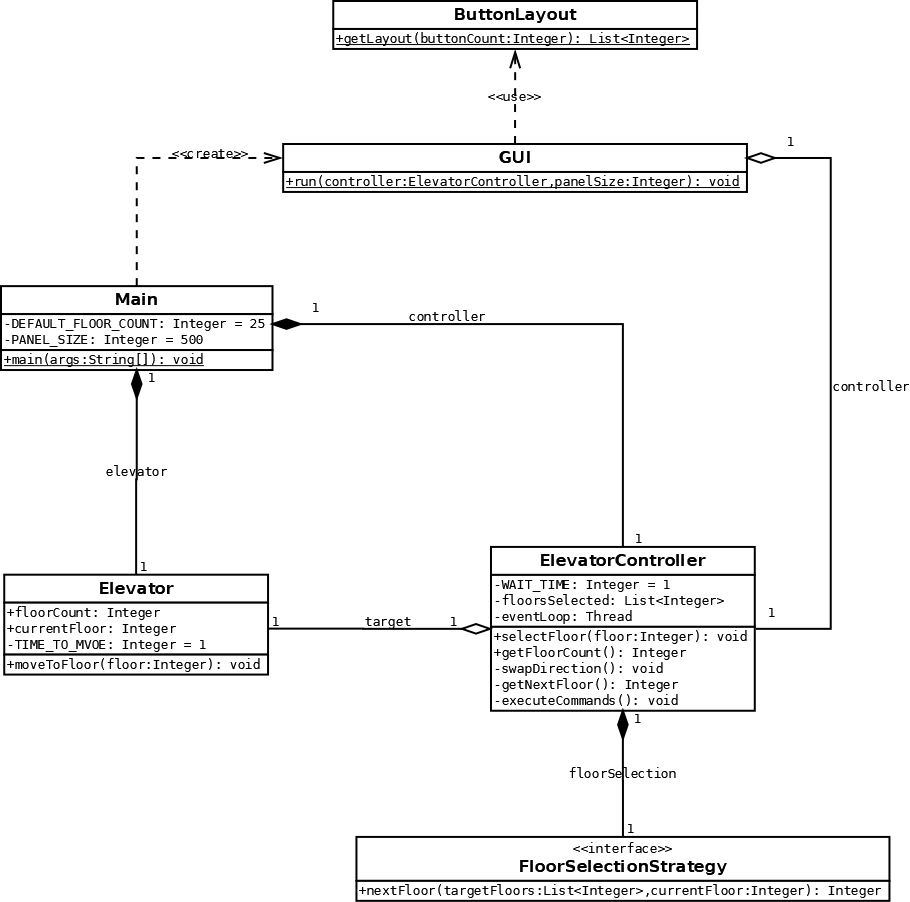 ButtonLayout
+getLayout(buttonCount:Integer): List<Integer>
<<use>>
1
GUI
+run(controller:ElevatorController,panelSize:Integer): void
<<create>>
Main
-DEFAULT_FLOOR_COUNT: Integer = 25
-PANEL_SIZE: Integer = 500
+main(args:String[]): void
1
controller
1
controller
elevator
1
1
Elevator
+floorCount: Integer
+currentFloor: Integer
-TIME_TO_MVOE: Integer = 1
+moveToFloor(floor:Integer): void
1
target
1
ElevatorController
-WAIT_TIME: Integer = 1
-floorsSelected: List<Integer>
-eventLoop: Thread
+selectFloor(floor:Integer): void
+getFloorCount(): Integer
-swapDirection(): void
-getNextFloor(): Integer
-executeCommands(): void
1
1
floorSelection
1
<<interface>>
FloorSelectionStrategy
+nextFloor(targetFloors:List<Integer>,currentFloor:Integer): Integer